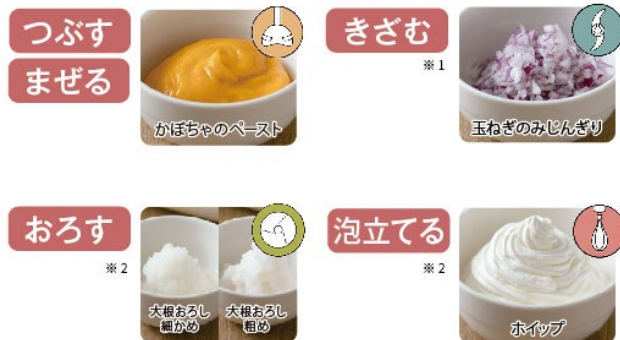 つぶす
まぜる
かぼちゃのペースト
きざむ
※1
玉ねぎのみじんぎり
おろす
※2
大根おろし
細かめ
大根おろし
粗め
泡立てる
※2
ホイップ